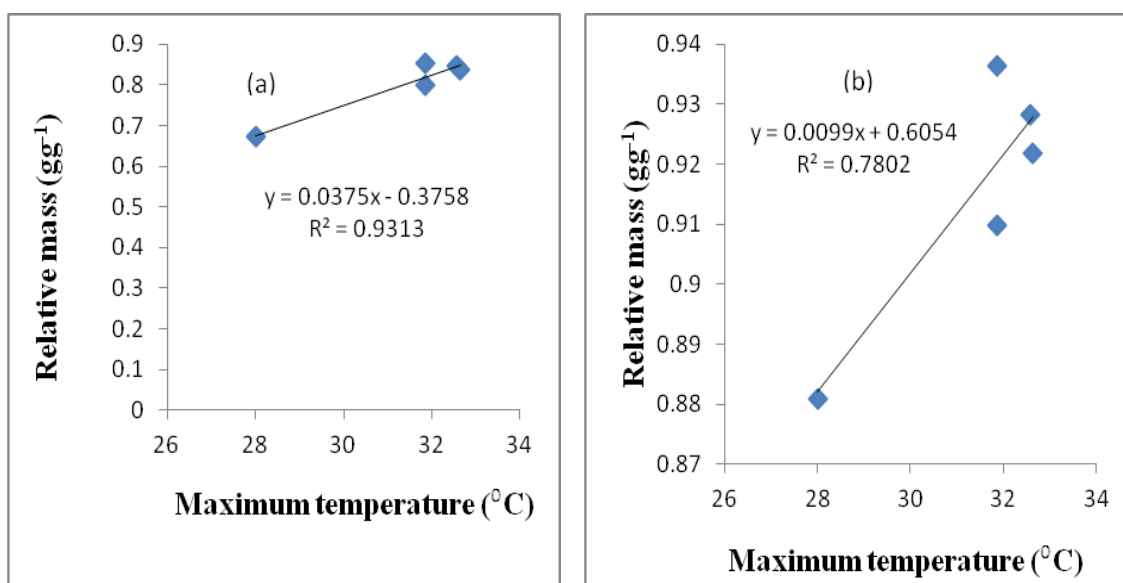 0.9
0.8
0.7
0.6
0.5
0.4
0.3
0.2
0.1
0
(a)
y = 0.0375x - 0.3758
R² = 0.9313
Relative mass (gg⁻¹)
26 28 30 32 34
Maximum temperature (⁰C)
0.94
0.93
0.92
0.91
0.9
0.89
0.88
0.87
(b)
y = 0.0099x + 0.6054
R² = 0.7802
Relative mass (gg⁻¹)
26 28 30 32 34
Maximum temperature (⁰C)